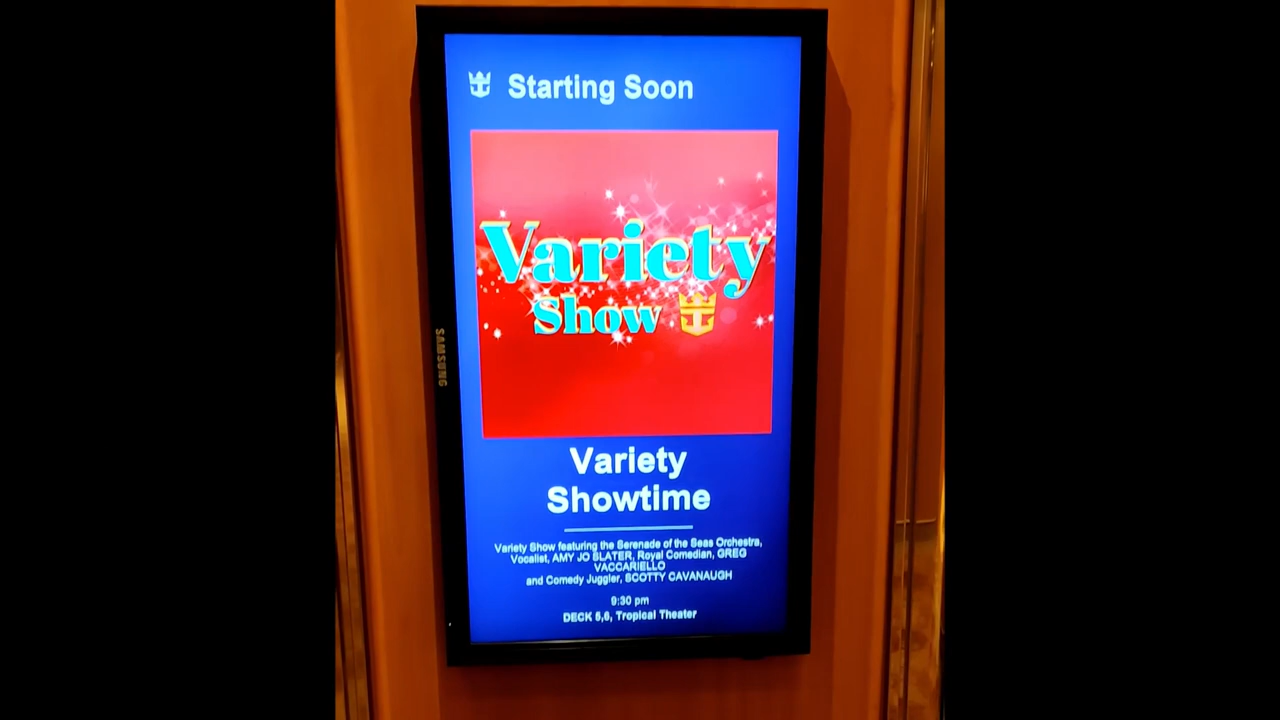 Starting Soon
Variety
Show
Variety
Showtime
Variety Show featuring the Serenade of the Seas Orchestra,
Vocalist, AMY JO SLATER, Royal Comedian, GREG
VACCARIELLO
and Comedy Juggler, SCOTTY CAVANAUGH
9:30 pm
DECK 5,6, Tropical Theater
SAMSUNG